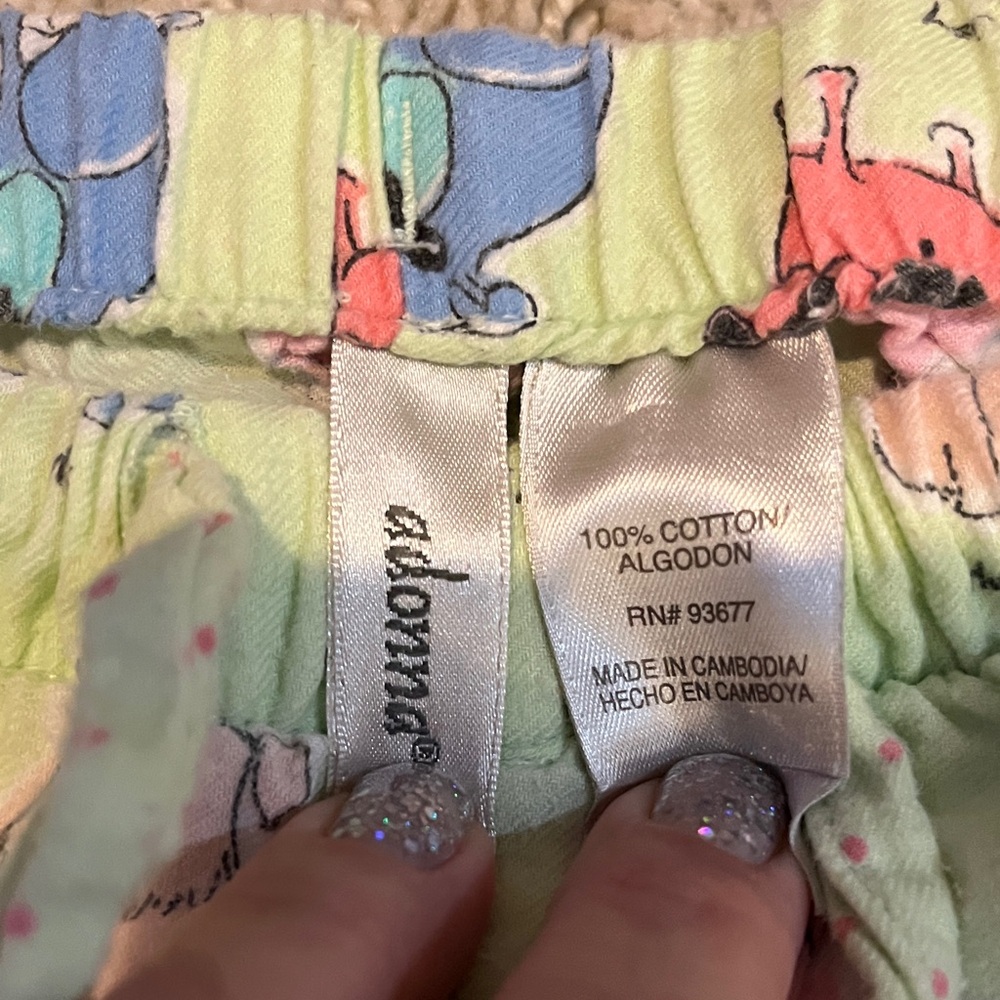 adonna®
100% COTTON/
ALGODON
RN# 93677
MADE IN CAMBODIA/
HECHO EN CAMBOYA